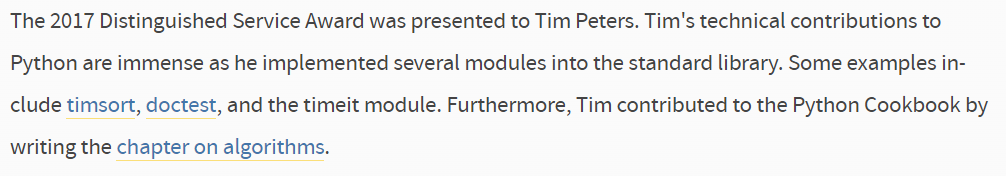 The 2017 Distinguished Service Award was presented to Tim Peters. Tim's technical contributions to
Python are immense as he implemented several modules into the standard library. Some examples in-
clude timsort, doctest, and the timeit module. Furthermore, Tim contributed to the Python Cookbook by
writing the chapter on algorithms.